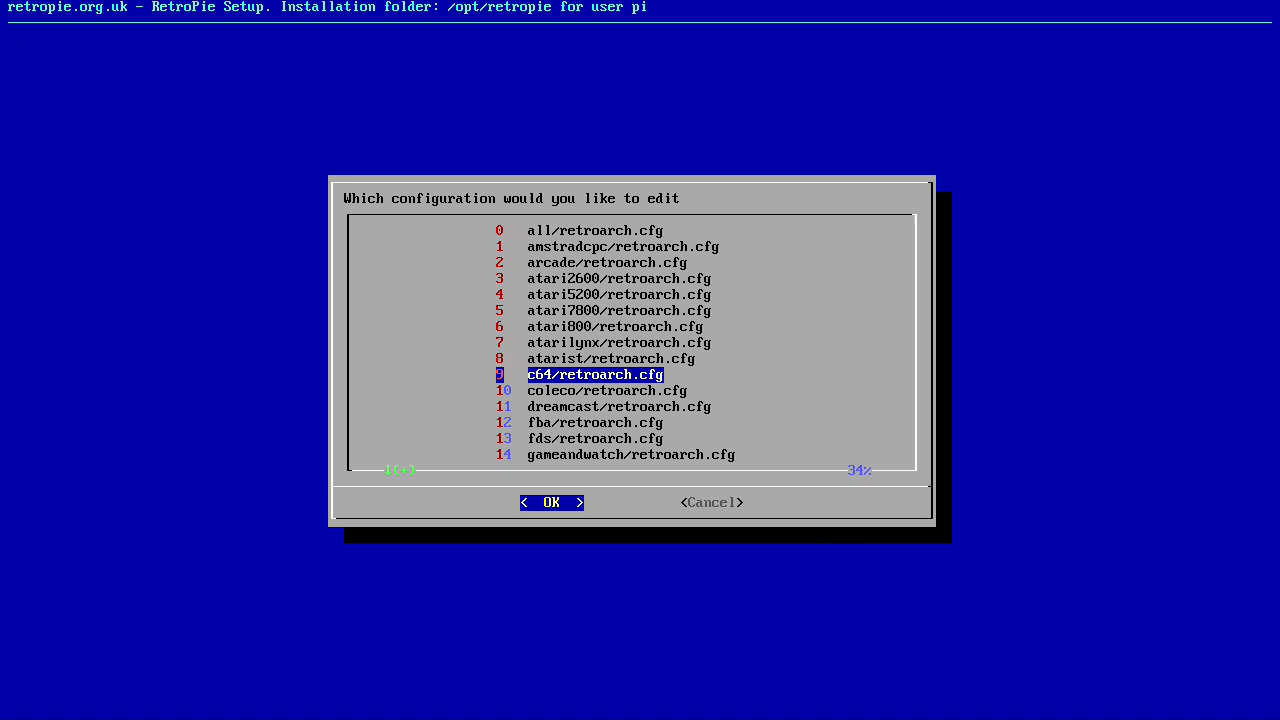 retropie.org.uk - RetroPie Setup. Installation folder: /opt/retropie for user pi
Which configuration would you like to edit
0 all/retroarch.cfg
1 amstradcpc/retroarch.cfg
2 arcade/retroarch.cfg
3 atari2600/retroarch.cfg
4 atari5200/retroarch.cfg
5 atari7800/retroarch.cfg
6 atari800/retroarch.cfg
7 atarilynx/retroarch.cfg
8 atarist/retroarch.cfg
9 c64/retroarch.cfg
10 coleco/retroarch.cfg
11 dreamcast/retroarch.cfg
12 fba/retroarch.cfg
13 fds/retroarch.cfg
14 gameandwatch/retroarch.cfg
↓(+) 34%
< OK > <Cancel>